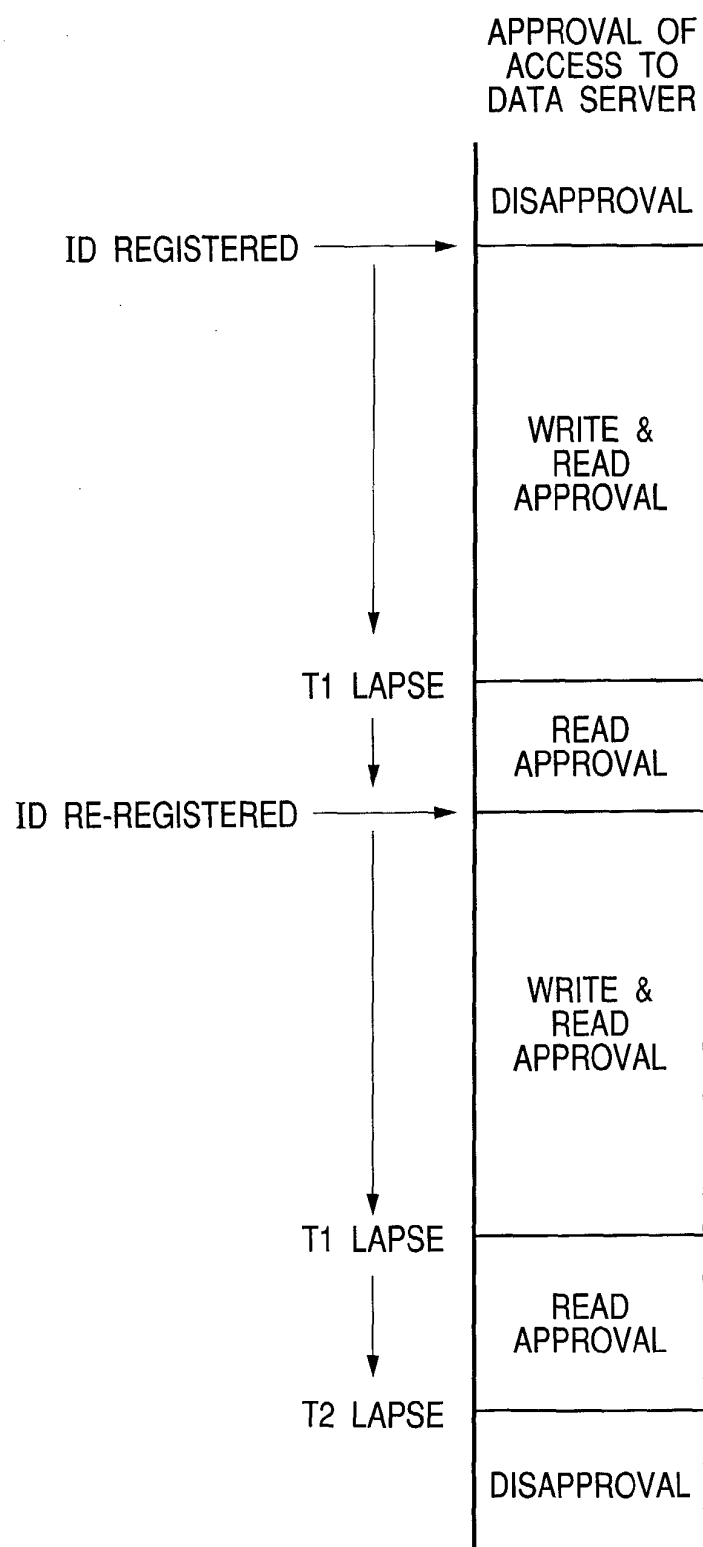 APPROVAL OF
ACCESS TO
DATA SERVER
DISAPPROVAL
ID REGISTERED
WRITE &
READ
APPROVAL
T1 LAPSE
READ
APPROVAL
ID RE-REGISTERED
WRITE &
READ
APPROVAL
T1 LAPSE
READ
APPROVAL
T2 LAPSE
DISAPPROVAL